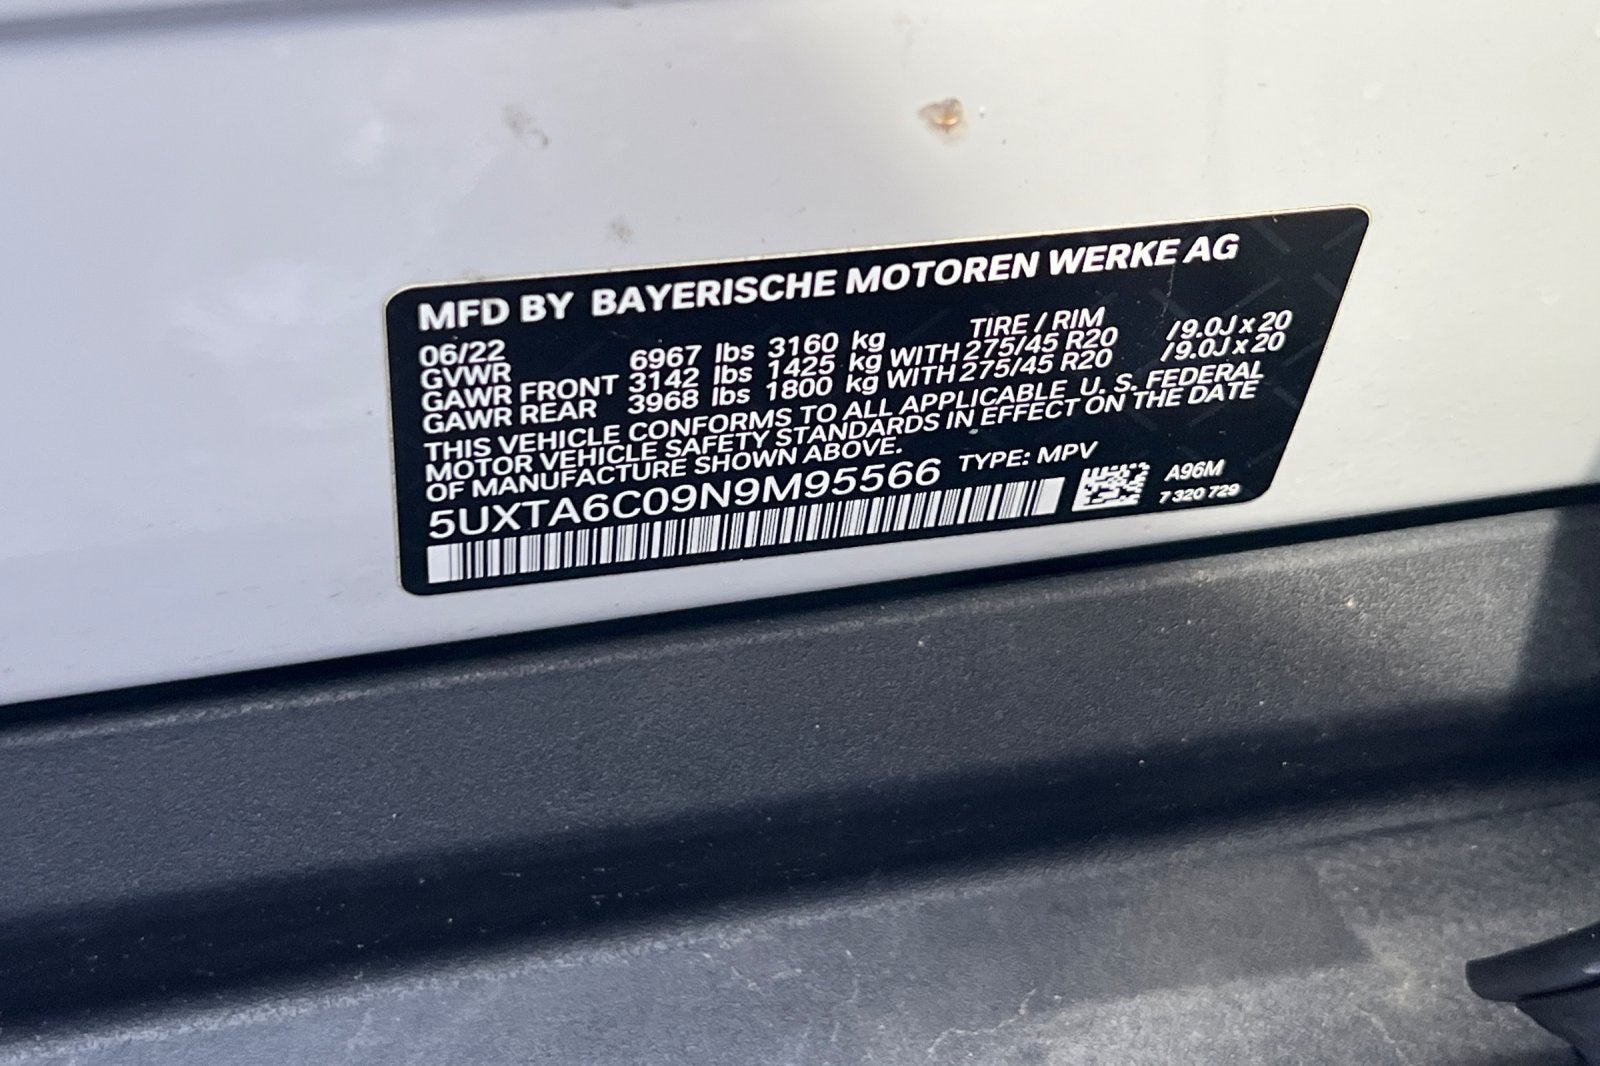 MFD BY BAYERISCHE MOTOREN WERKE AG
06/22 TIRE / RIM
GVWR 6967 lbs 3160 kg
GAWR FRONT 3142 lbs 1425 kg WITH 275/45 R20 /9.0J x 20
GAWR REAR 3968 lbs 1800 kg WITH 275/45 R20 /9.0J x 20
THIS VEHICLE CONFORMS TO ALL APPLICABLE U. S. FEDERAL
MOTOR VEHICLE SAFETY STANDARDS IN EFFECT ON THE DATE
OF MANUFACTURE SHOWN ABOVE.
5UXTA6C09N9M95566 TYPE: MPV
A96M
7 320 729